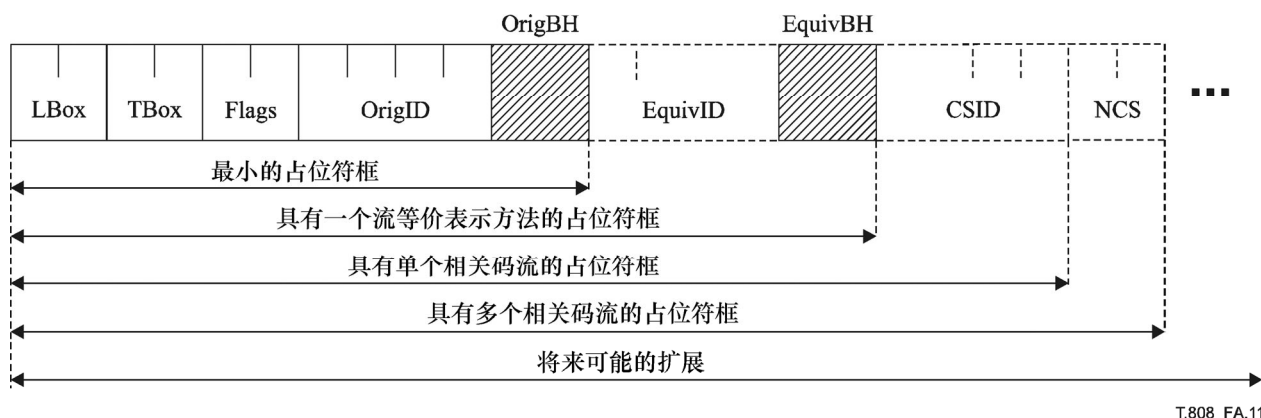 OrigBH EquivBH
LBox TBox Flags OrigID EquivID CSID NCS ...
最小的占位符框
具有一个流等价表示方法的占位符框
具有单个相关码流的占位符框
具有多个相关码流的占位符框
将来可能的扩展
T.808_FA.11